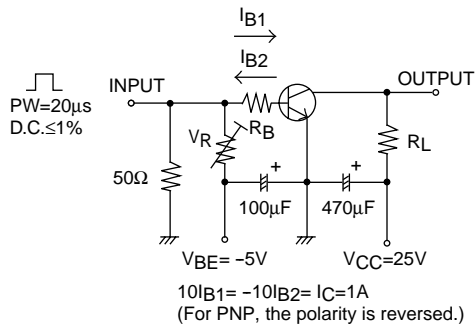 IB1
IB2
INPUT
OUTPUT
PW=20μs
D.C.≤1%
VR
RB
RL
50Ω
+
+
100μF
470μF
VBE= –5V
VCC=25V
10IB1= –10IB2= IC=1A
(For PNP, the polarity is reversed.)